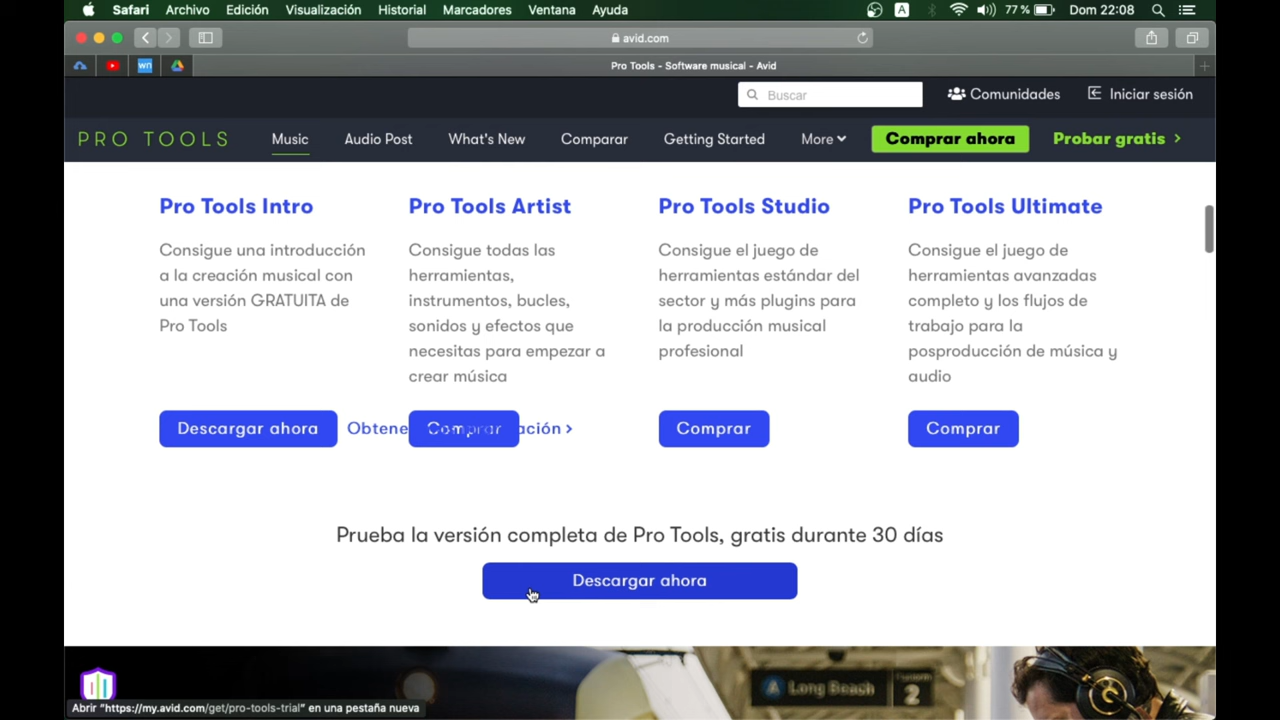 Safari Archivo Edición Visualización Historial Marcadores Ventana Ayuda A 77 % Dom 22:08
avid.com
wn Pro Tools - Software musical - Avid
Buscar Comunidades Iniciar sesión
PRO TOOLS Music Audio Post What's New Comparar Getting Started More Comprar ahora Probar gratis >
Pro Tools Intro
Consigue una introducción
a la creación musical con
una versión GRATUITA de
Pro Tools
Descargar ahora
Pro Tools Artist
Consigue todas las
herramientas,
instrumentos, bucles,
sonidos y efectos que
necesitas para empezar a
crear música
Comprar
Pro Tools Studio
Consigue el juego de
herramientas estándar del
sector y más plugins para
la producción musical
profesional
Comprar
Pro Tools Ultimate
Consigue el juego de
herramientas avanzadas
completo y los flujos de
trabajo para la
posproducción de música y
audio
Comprar
Prueba la versión completa de Pro Tools, gratis durante 30 días
Descargar ahora
A Long Beach 2
Abrir "https://my.avid.com/get/pro-tools-trial" en una pestaña nueva